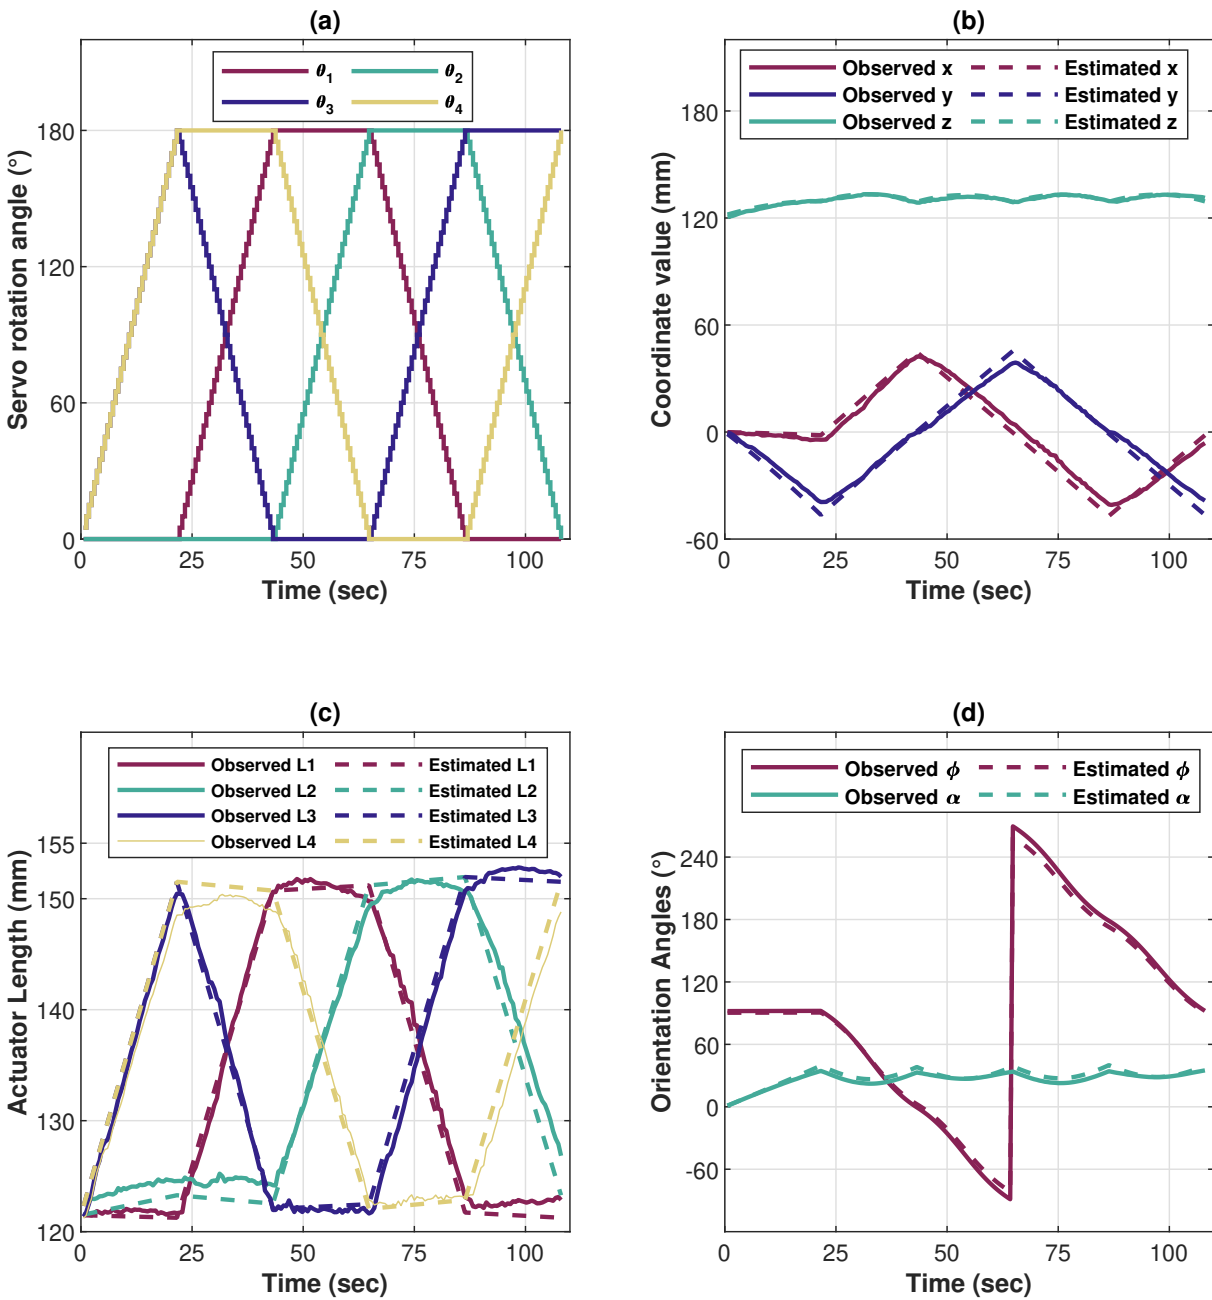 (a)
θ1 θ2
θ3 θ4
Servo rotation angle (°)
180
120
60
0
0 25 50 75 100
Time (sec)
(b)
Observed x Estimated x
Observed y Estimated y
Observed z Estimated z
Coordinate value (mm)
180
120
60
0
-60
0 25 50 75 100
Time (sec)
(c)
Observed L1 Estimated L1
Observed L2 Estimated L2
Observed L3 Estimated L3
Observed L4 Estimated L4
Actuator Length (mm)
155
150
140
130
120
0 25 50 75 100
Time (sec)
(d)
Observed ϕ Estimated ϕ
Observed α Estimated α
Orientation Angles (°)
240
180
120
60
0
-60
0 25 50 75 100
Time (sec)